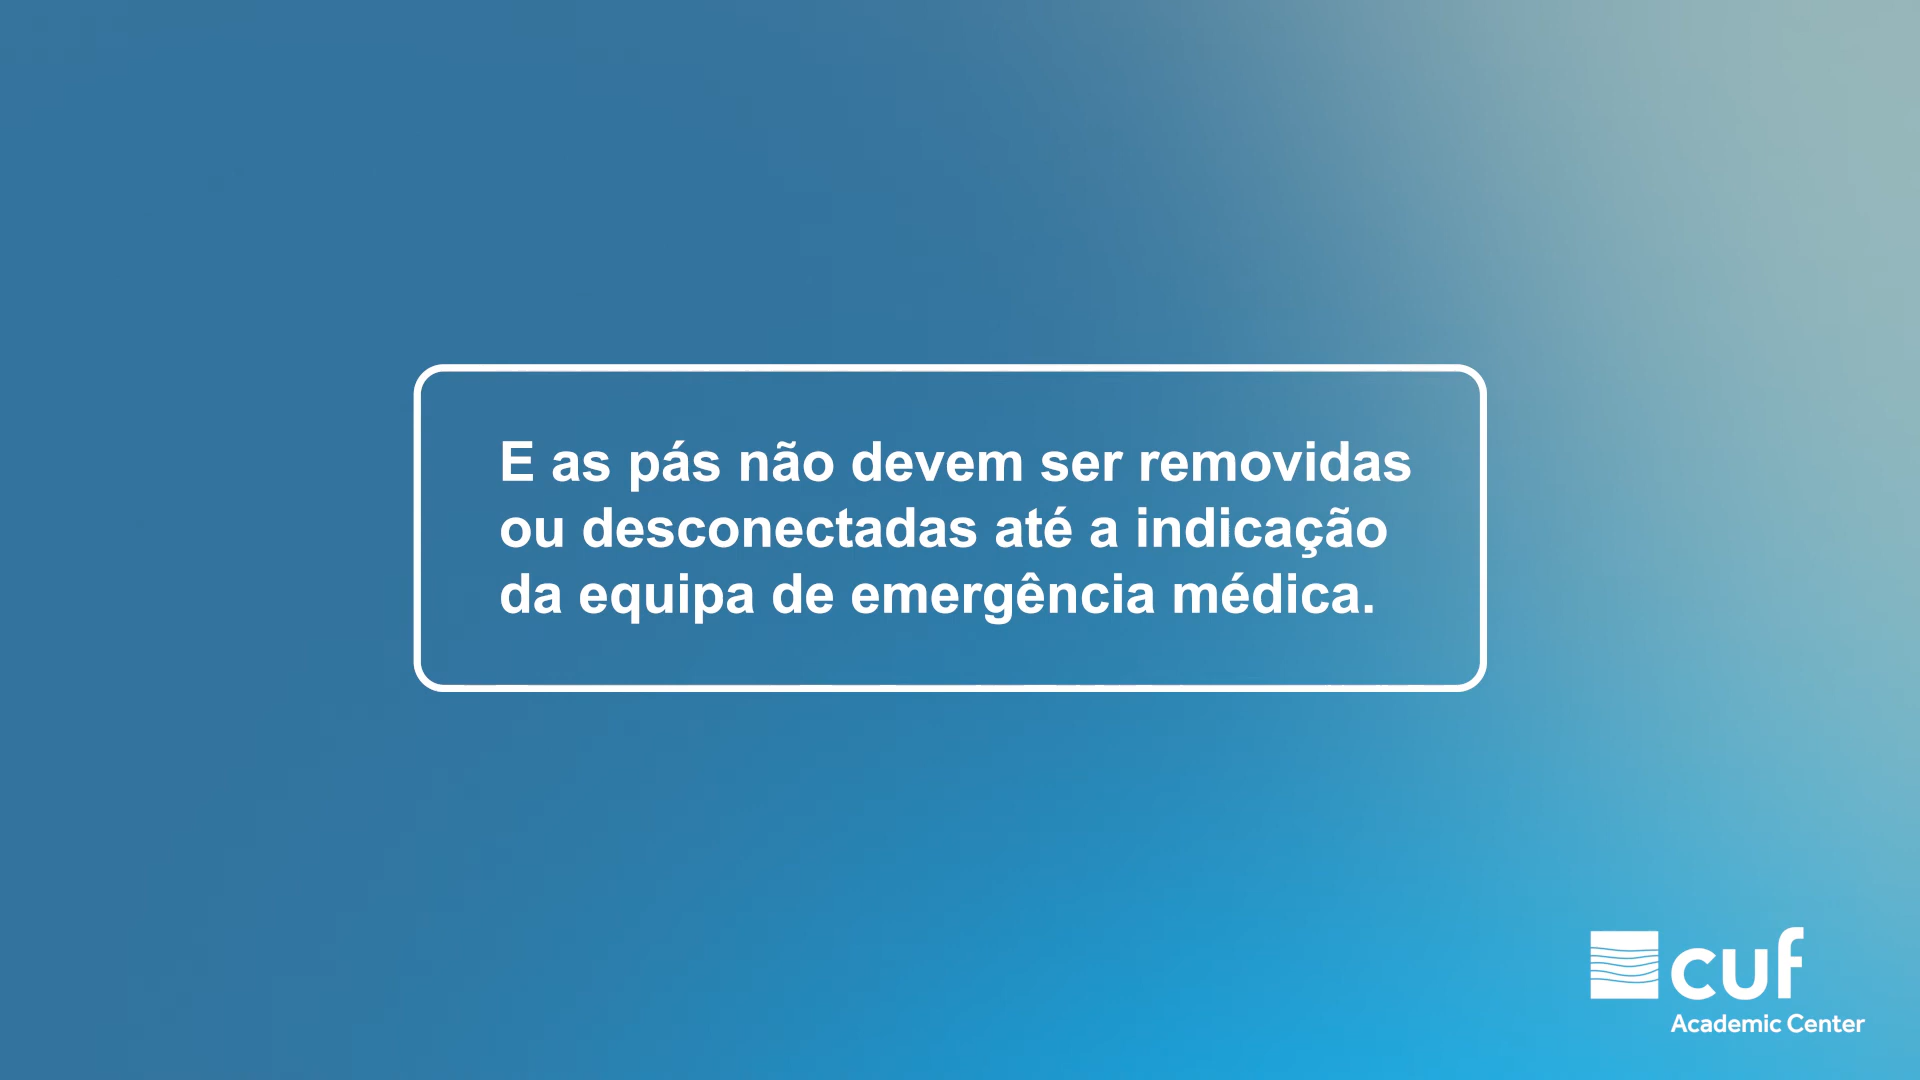 E as pás não devem ser removidas
ou desconectadas até a indicação
da equipa de emergência médica.
cuf
Academic Center